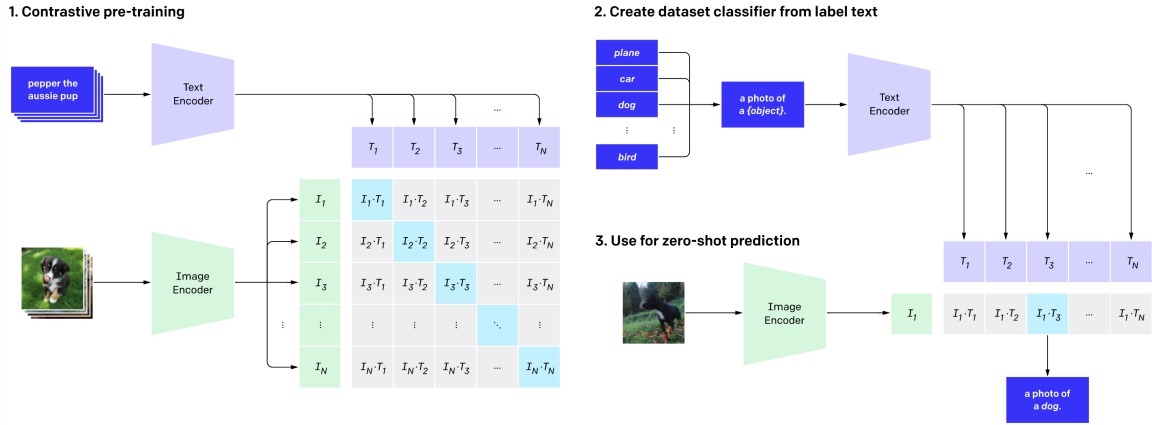 1. Contrastive pre-training
pepper the
aussie pup
Text
Encoder
...
T1 T2 T3 ... TN
I1 I1·T1 I1·T2 I1·T3 ... I1·TN
I2 I2·T1 I2·T2 I2·T3 ... I2·TN
I3 I3·T1 I3·T2 I3·T3 ... I3·TN
⋮ ⋮ ⋮ ⋮ ⋱ ⋮
IN IN·T1 IN·T2 IN·T3 ... IN·TN
Image
Encoder
2. Create dataset classifier from label text
plane
car
dog
⋮ ⋮
bird
a photo of
a {object}.
Text
Encoder
...
3. Use for zero-shot prediction
T1 T2 T3 ... TN
Image
Encoder
I1 I1·T1 I1·T2 I1·T3 ... I1·TN
a photo of
a dog.